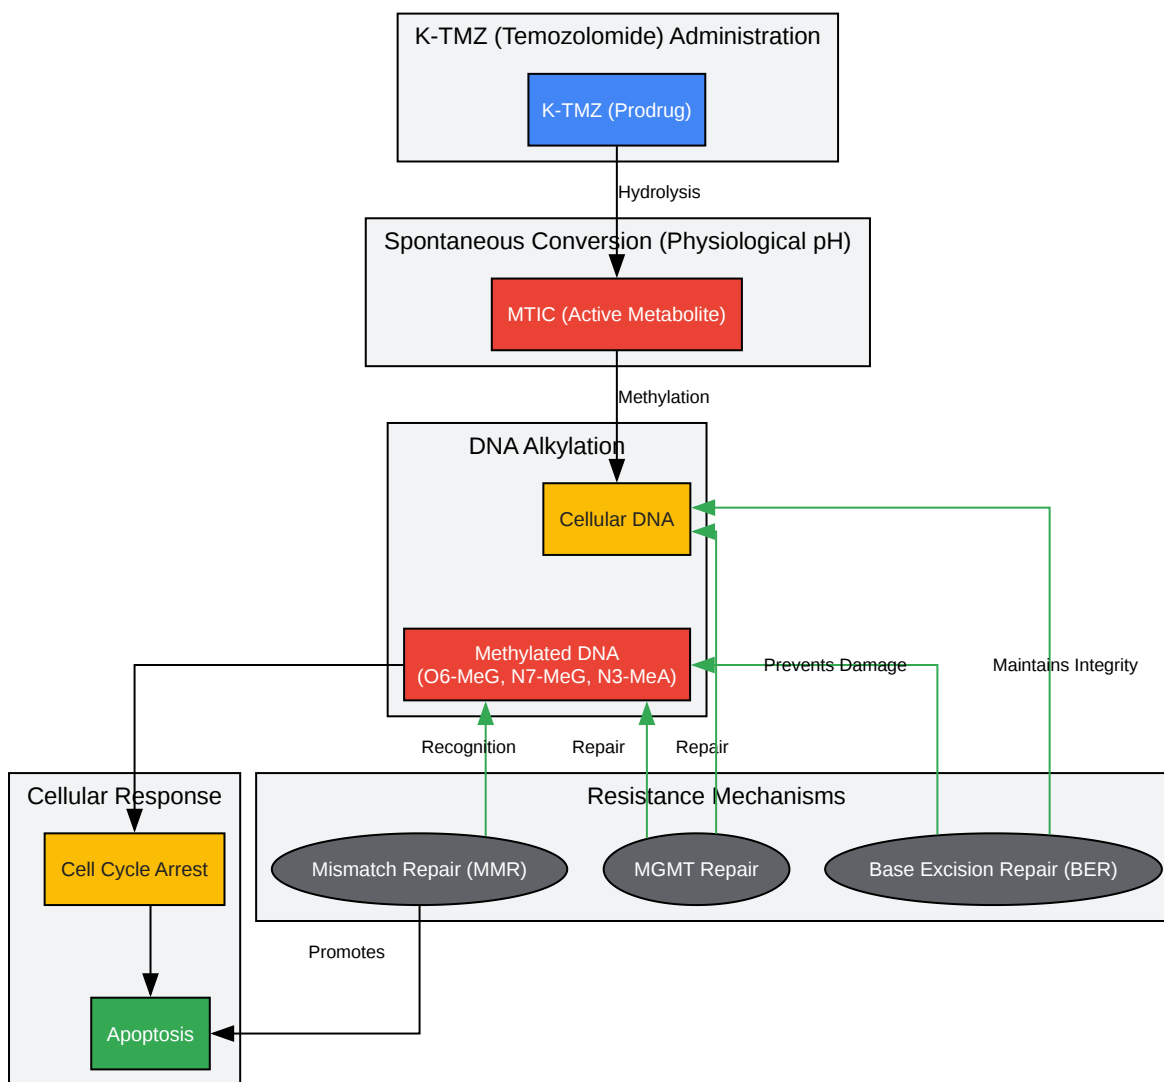 K-TMZ (Temozolomide) Administration
K-TMZ (Prodrug)
Hydrolysis
Spontaneous Conversion (Physiological pH)
MTIC (Active Metabolite)
Methylation
DNA Alkylation
Cellular DNA
Methylated DNA
(O6-MeG, N7-MeG, N3-MeA)
Prevents Damage
Maintains Integrity
Recognition
Repair
Repair
Cellular Response
Resistance Mechanisms
Cell Cycle Arrest
Mismatch Repair (MMR)
MGMT Repair
Base Excision Repair (BER)
Promotes
Apoptosis